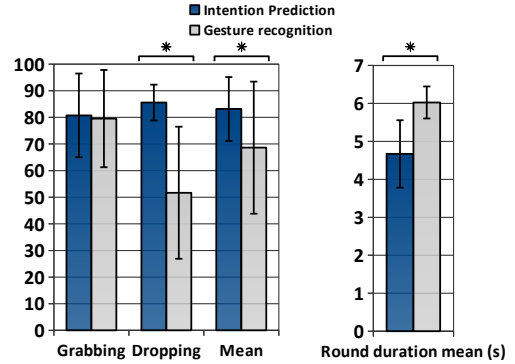 Intention Prediction
Gesture recognition
* * *
100 7
90 6
80 5
70 4
60 3
50 2
40 1
30 0
20
10
0
Grabbing Dropping Mean Round duration mean (s)